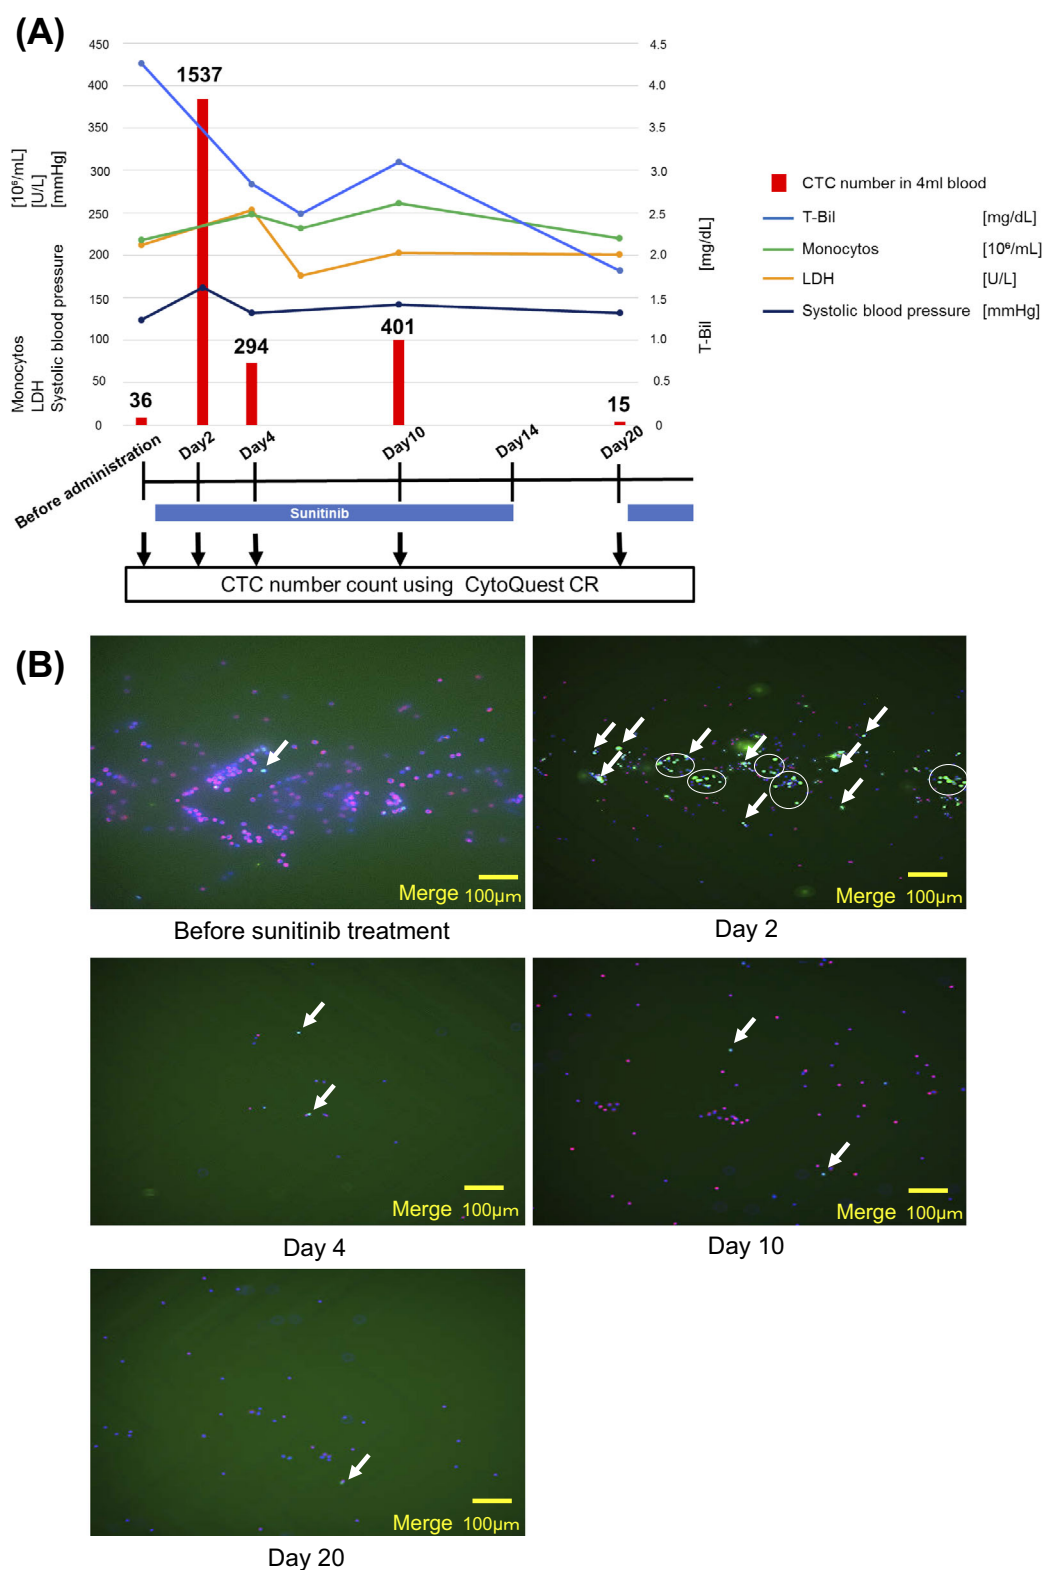 (A)
450
400
350
300
250
200
150
100
50
0
4.5
4.0
3.5
3.0
2.5
2.0
1.5
1.0
0.5
0
[10⁶/mL]
[U/L]
[mmHg]
Monocytos
LDH
Systolic blood pressure
[mg/dL]
T-Bil
36
1537
294
401
15
CTC number in 4ml blood
T-Bil [mg/dL]
Monocytos [10⁶/mL]
LDH [U/L]
Systolic blood pressure [mmHg]
Before administration
Day2
Day4
Day10
Day14
Day20
Sunitinib
CTC number count using CytoQuest CR
(B)
Merge 100µm
Before sunitinib treatment
Merge 100µm
Day 2
Merge 100µm
Day 4
Merge 100µm
Day 10
Merge 100µm
Day 20